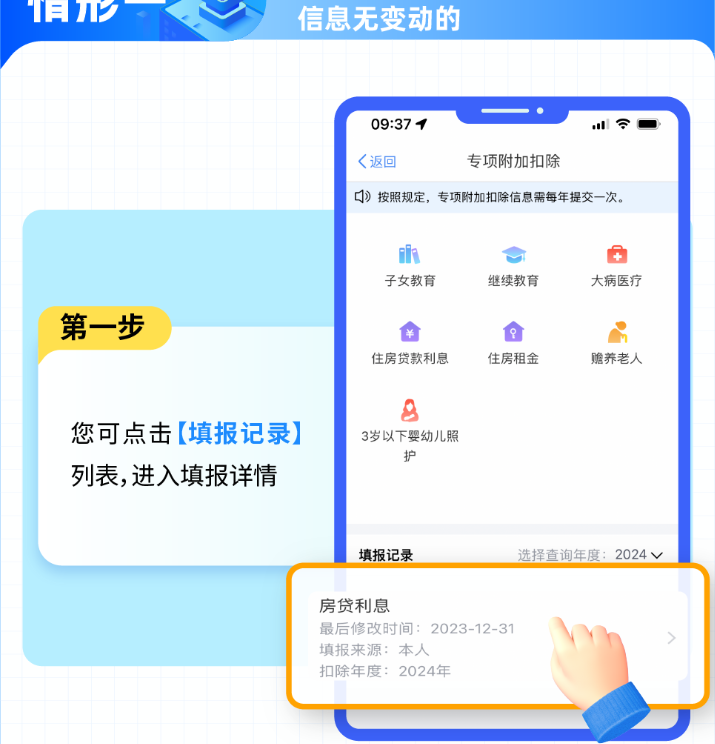 情形一
信息无变动的
09:37
返回
专项附加扣除
按照规定，专项附加扣除信息需每年提交一次。
子女教育
继续教育
大病医疗
住房贷款利息
住房租金
赡养老人
3岁以下婴幼儿照
护
第一步
您可点击【填报记录】
列表，进入填报详情
填报记录
选择查询年度：2024
房贷利息
最后修改时间：2023-12-31
填报来源：本人
扣除年度：2024年